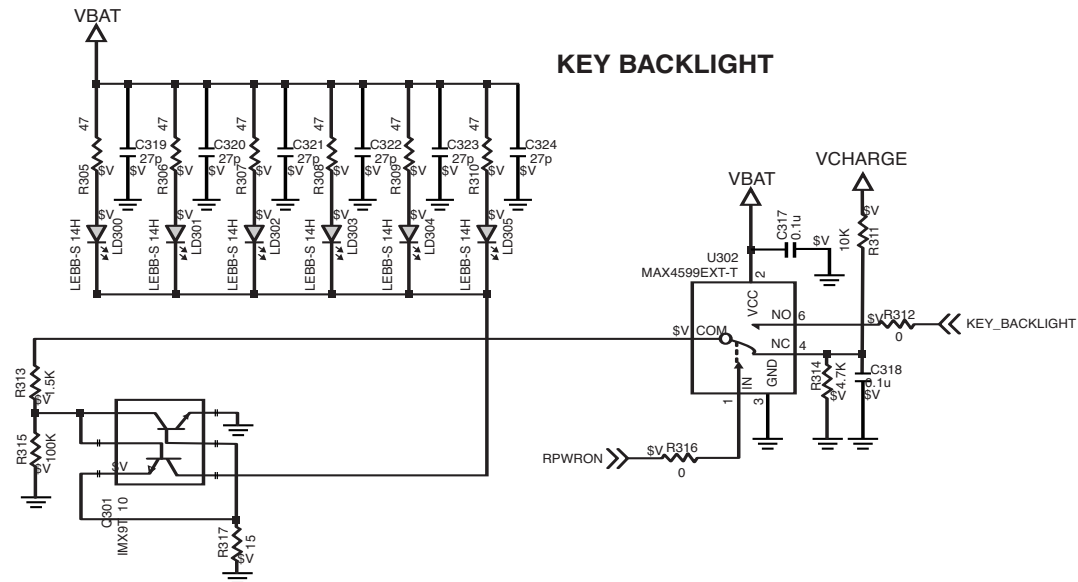 VBAT
KEY BACKLIGHT
47
47
47
47
47
47
C319
27p
$V
C320
27p
$V
C321
27p
$V
C322
27p
$V
C323
27p
$V
C324
27p
$V
R305
R306
R307
R308
R309
R310
$V
$V
$V
$V
$V
$V
LEBB-S 14H
LD300
LEBB-S 14H
LD301
LEBB-S 14H
LD302
LEBB-S 14H
LD303
LEBB-S 14H
LD304
LEBB-S 14H
LD305
VCHARGE
VBAT
C317
0.1u
$V
$V
10K
R311
U302
MAX4599EXT-T
2
VCC
NO
6
$V
R312
0
KEY_BACKLIGHT
$V
COM
NC
4
IN
GND
1
3
R314
4.7K
$V
C318
0.1u
$V
RPWRON
$V
R316
0
R313
1.5K
$V
R315
100K
$V
$V
Q301
IMX9T 10
R317
15
$V